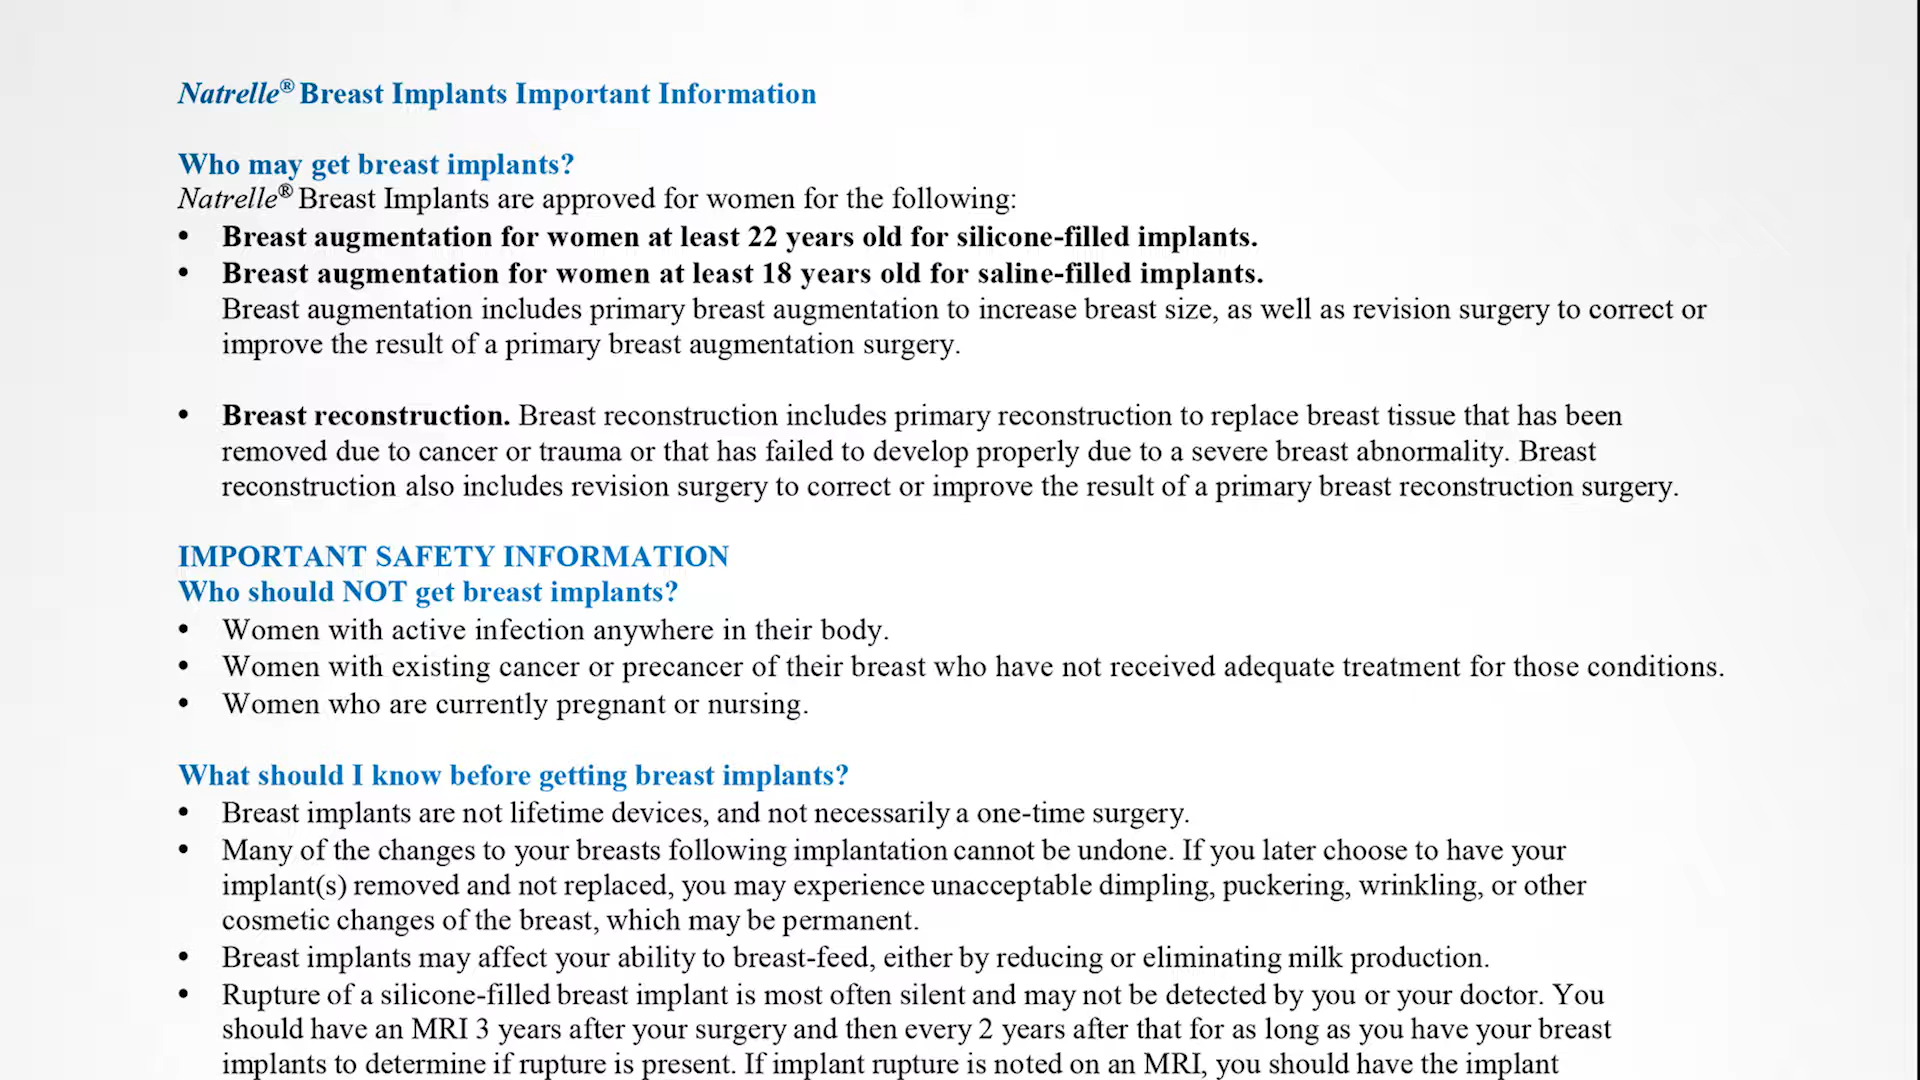 Natrelle® Breast Implants Important Information
Who may get breast implants?
Natrelle® Breast Implants are approved for women for the following:
• Breast augmentation for women at least 22 years old for silicone-filled implants.
• Breast augmentation for women at least 18 years old for saline-filled implants.
Breast augmentation includes primary breast augmentation to increase breast size, as well as revision surgery to correct or
improve the result of a primary breast augmentation surgery.
• Breast reconstruction. Breast reconstruction includes primary reconstruction to replace breast tissue that has been
removed due to cancer or trauma or that has failed to develop properly due to a severe breast abnormality. Breast
reconstruction also includes revision surgery to correct or improve the result of a primary breast reconstruction surgery.
IMPORTANT SAFETY INFORMATION
Who should NOT get breast implants?
• Women with active infection anywhere in their body.
• Women with existing cancer or precancer of their breast who have not received adequate treatment for those conditions.
• Women who are currently pregnant or nursing.
What should I know before getting breast implants?
• Breast implants are not lifetime devices, and not necessarily a one-time surgery.
• Many of the changes to your breasts following implantation cannot be undone. If you later choose to have your
implant(s) removed and not replaced, you may experience unacceptable dimpling, puckering, wrinkling, or other
cosmetic changes of the breast, which may be permanent.
• Breast implants may affect your ability to breast-feed, either by reducing or eliminating milk production.
• Rupture of a silicone-filled breast implant is most often silent and may not be detected by you or your doctor. You
should have an MRI 3 years after your surgery and then every 2 years after that for as long as you have your breast
implants to determine if rupture is present. If implant rupture is noted on an MRI, you should have the implant